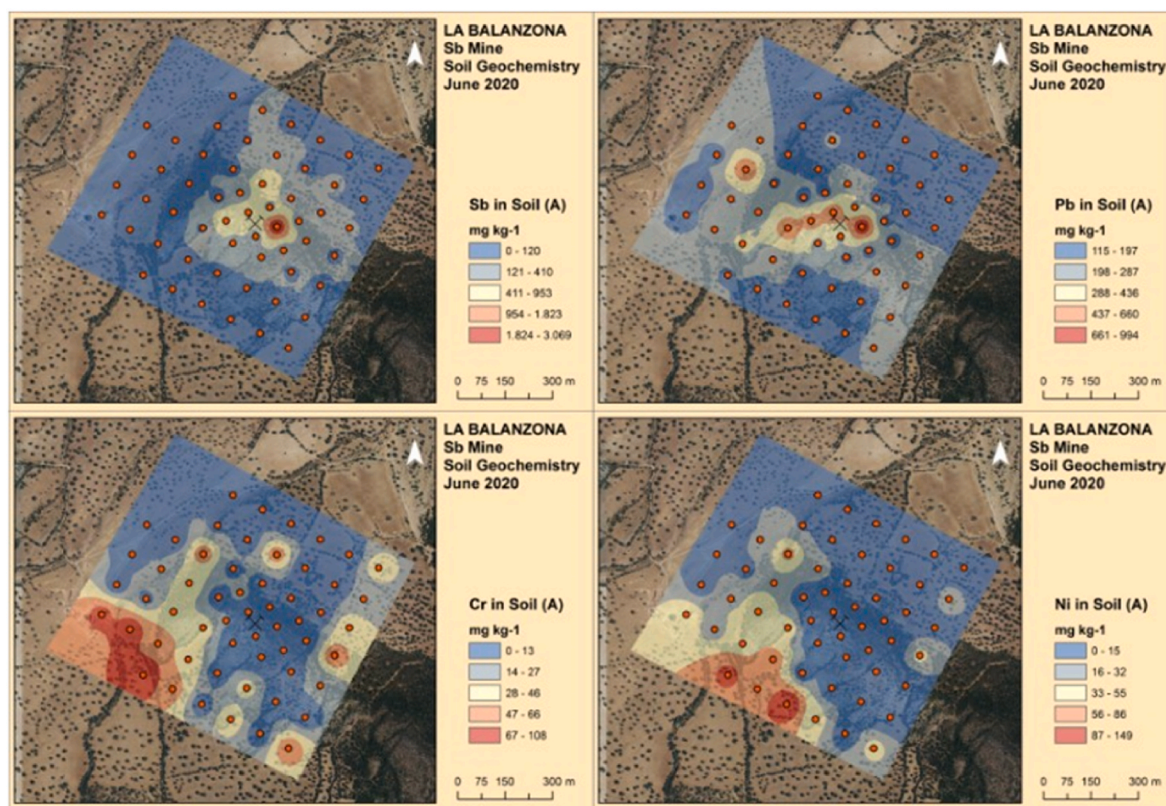 LA BALANZONA
Sb Mine
Soil Geochemistry
June 2020
Sb in Soil (A)
mg kg-1
0 - 120
121 - 410
411 - 953
954 - 1.823
1.824 - 3.069
0 75 150 300 m
LA BALANZONA
Sb Mine
Soil Geochemistry
June 2020
Pb in Soil (A)
mg kg-1
115 - 197
198 - 287
288 - 436
437 - 660
661 - 994
0 75 150 300 m
LA BALANZONA
Sb Mine
Soil Geochemistry
June 2020
Cr in Soil (A)
mg kg-1
0 - 13
14 - 27
28 - 46
47 - 66
67 - 108
0 75 150 300 m
LA BALANZONA
Sb Mine
Soil Geochemistry
June 2020
Ni in Soil (A)
mg kg-1
0 - 15
16 - 32
33 - 55
56 - 86
87 - 149
0 75 150 300 m